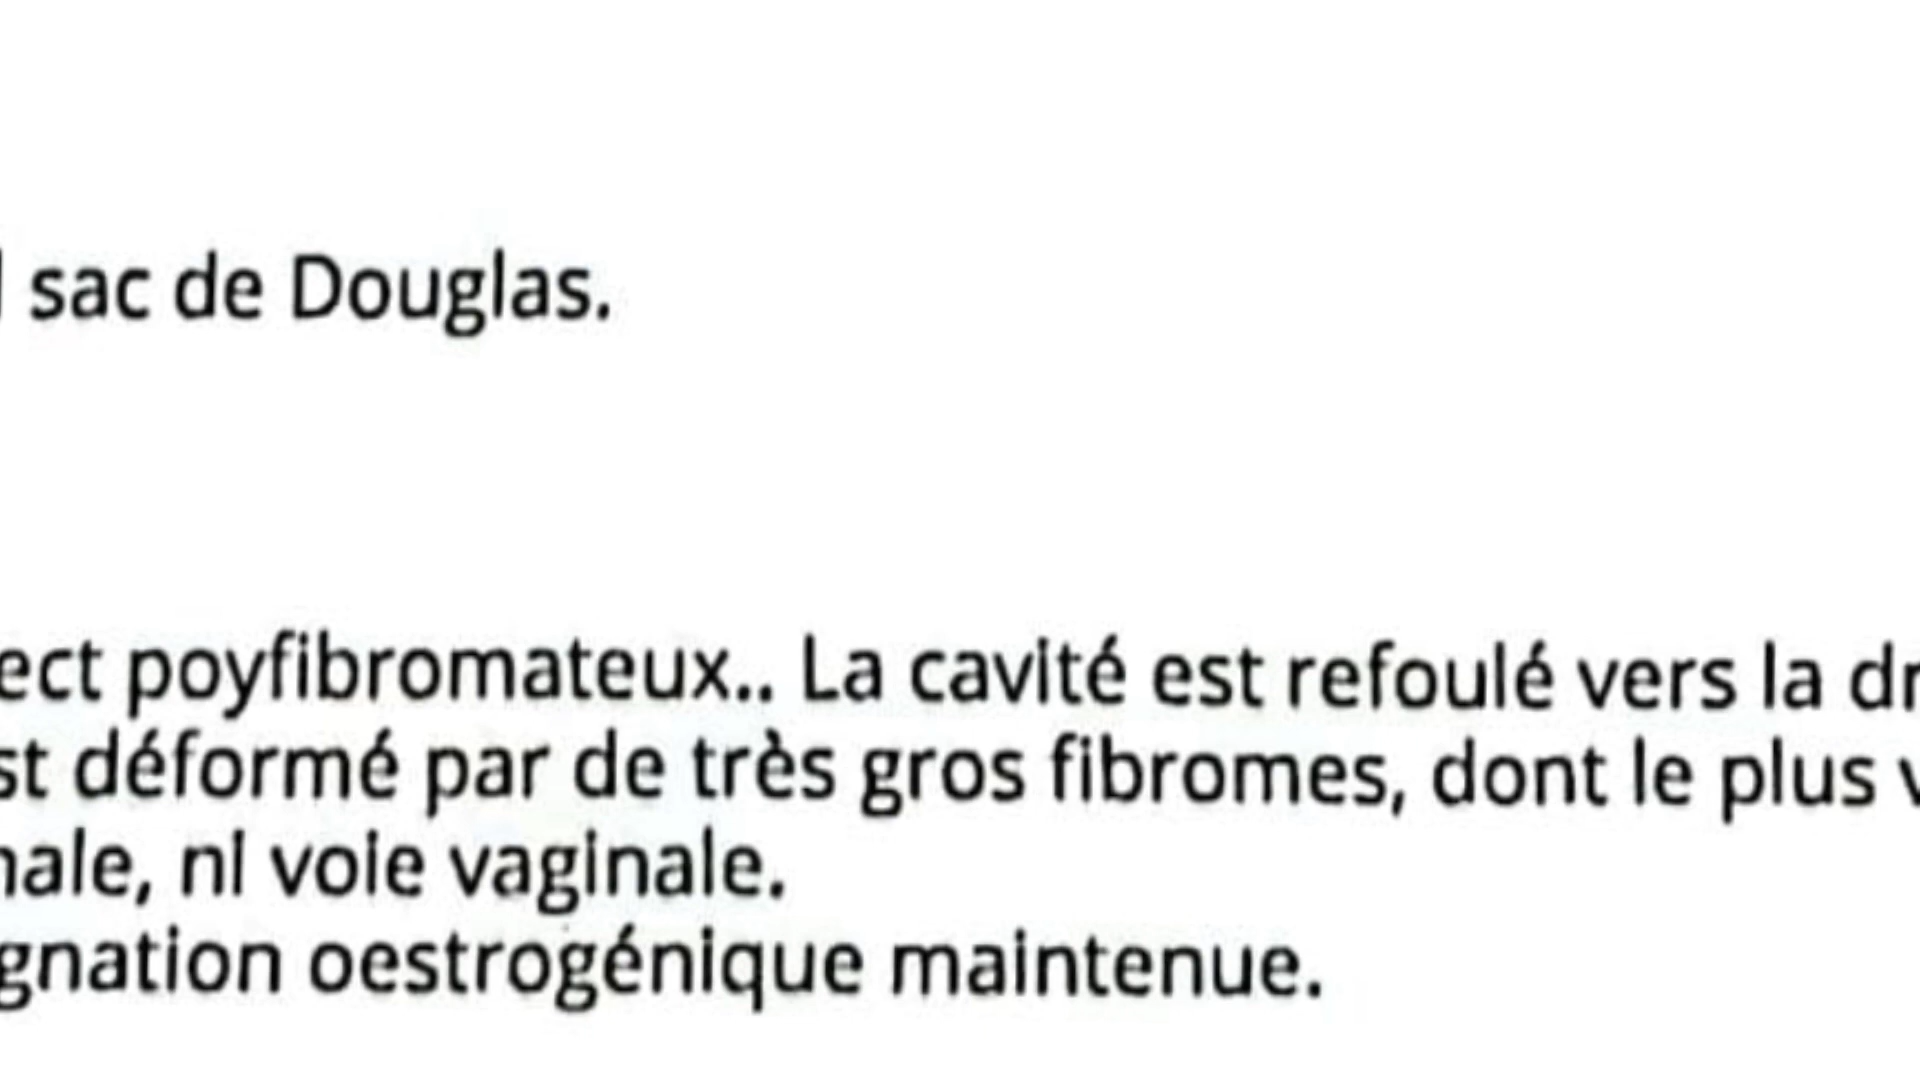 sac de Douglas.
ect poyfibromateux.. La cavité est refoulé vers la dr
st déformé par de très gros fibromes, dont le plus v
nale, ni voie vaginale.
gnation oestrogénique maintenue.